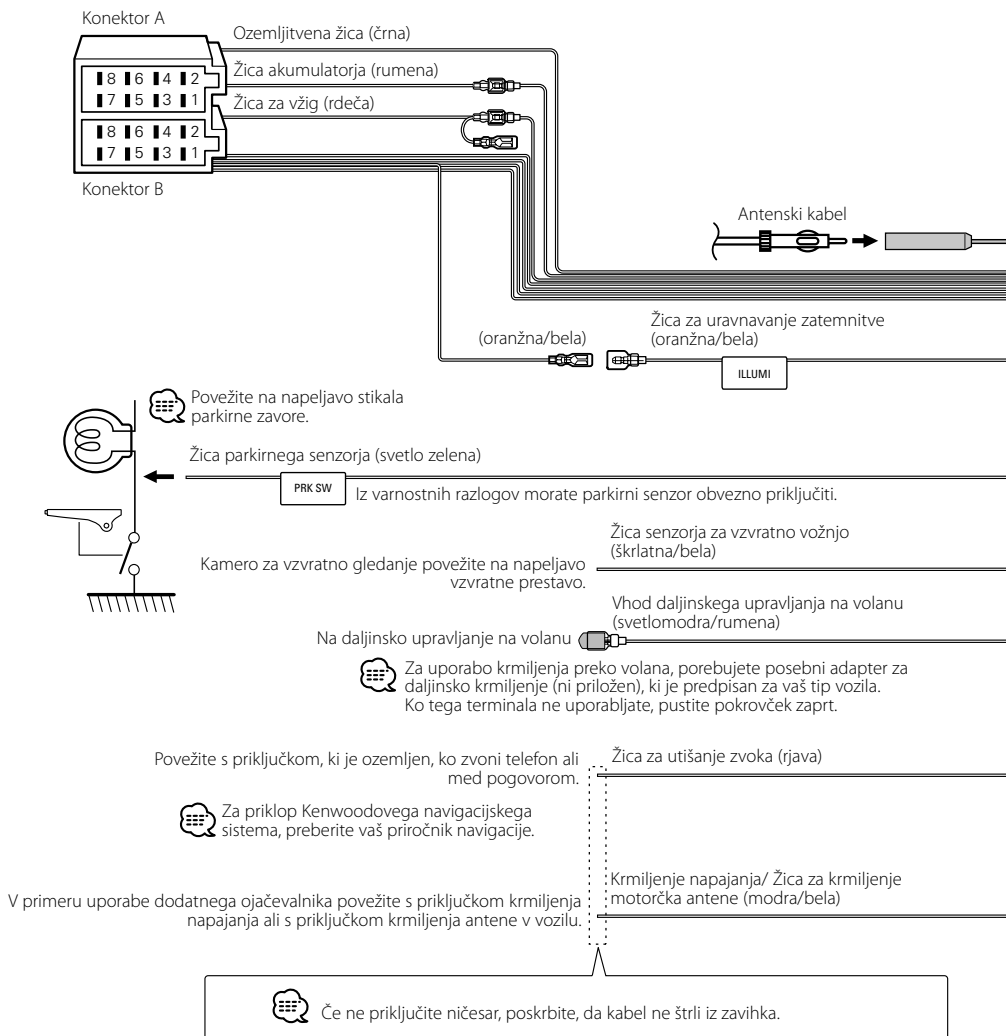 Konektor A
Ozemljitvena žica (črna)
Žica akumulatorja (rumena)
Žica za vžig (rdeča)
8 6 4 2
7 5 3 1
8 6 4 2
7 5 3 1
Konektor B
Antenski kabel
(oranžna/bela)
Žica za uravnavanje zatemnitve
(oranžna/bela)
ILLUMI
Povežite na napeljavo stikala
parkirne zavore.
Žica parkirnega senzorja (svetlo zelena)
PRK SW
Iz varnostnih razlogov morate parkirni senzor obvezno priključiti.
Žica senzorja za vzvratno vožnjo
(škrlatna/bela)
Kamero za vzvratno gledanje povežite na napeljavo
vzvratne prestavo.
Vhod daljinskega upravljanja na volanu
(svetlomodra/rumena)
Na daljinsko upravljanje na volanu
Za uporabo krmiljenja preko volana, porebujete posebni adapter za
daljinsko krmiljenje (ni priložen), ki je predpisan za vaš tip vozila.
Ko tega terminala ne uporabljate, pustite pokrovček zaprt.
Povežite s priključkom, ki je ozemljen, ko zvoni telefon ali
med pogovorom.
Žica za utišanje zvoka (rjava)
Za priklop Kenwoodovega navigacijskega
sistema, preberite vaš priročnik navigacije.
Krmiljenje napajanja/ Žica za krmiljenje
motorčka antene (modra/bela)
V primeru uporabe dodatnega ojačevalnika povežite s priključkom krmiljenja
napajanja ali s priključkom krmiljenja antene v vozilu.
Če ne priključite ničesar, poskrbite, da kabel ne štrli iz zavihka.